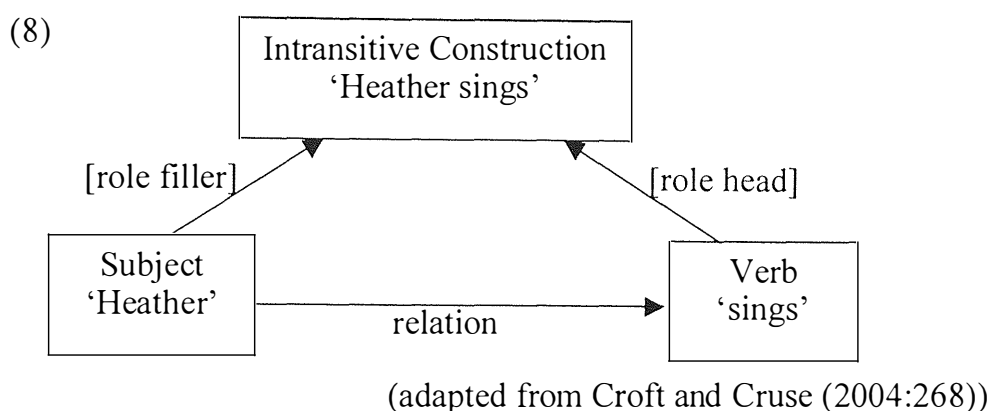 (8)
Intransitive Construction
‘Heather sings’
[role filler]
[role head]
Subject
‘Heather’
relation
Verb
‘sings’
(adapted from Croft and Cruse (2004:268))